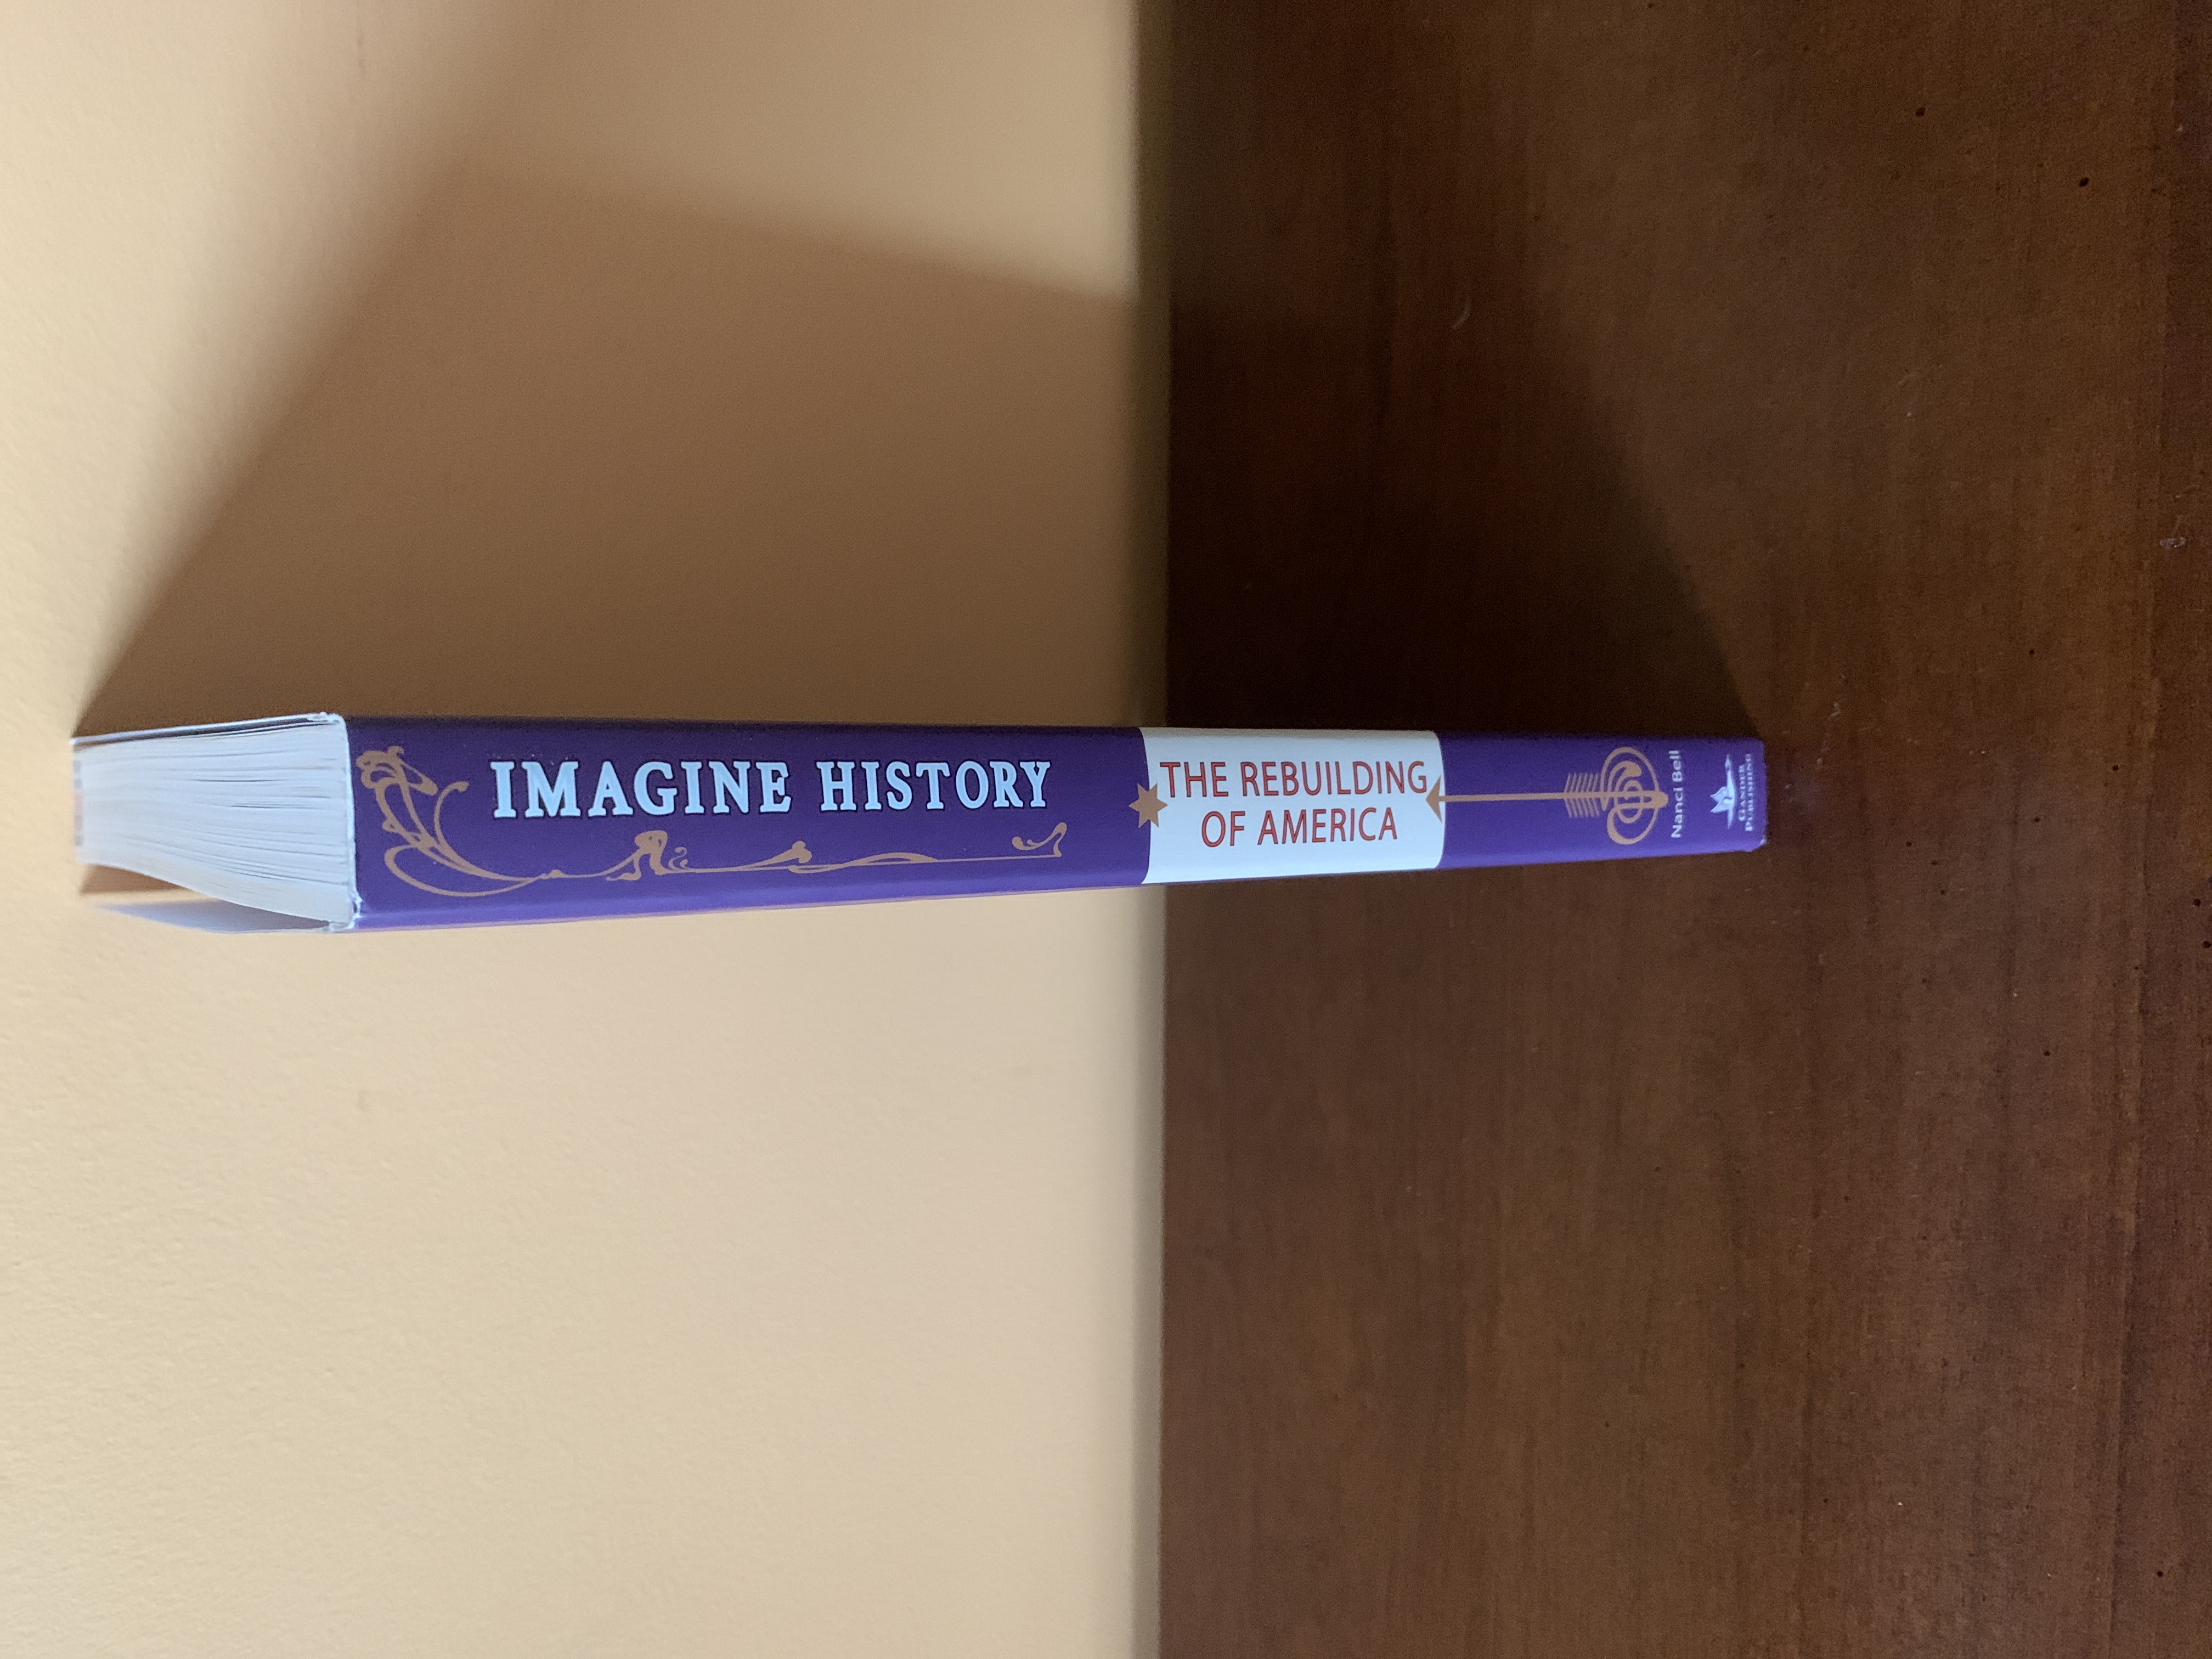 IMAGINE HISTORY
THE REBUILDING
OF AMERICA
Nanci Bell
GANDER
PUBLISHING